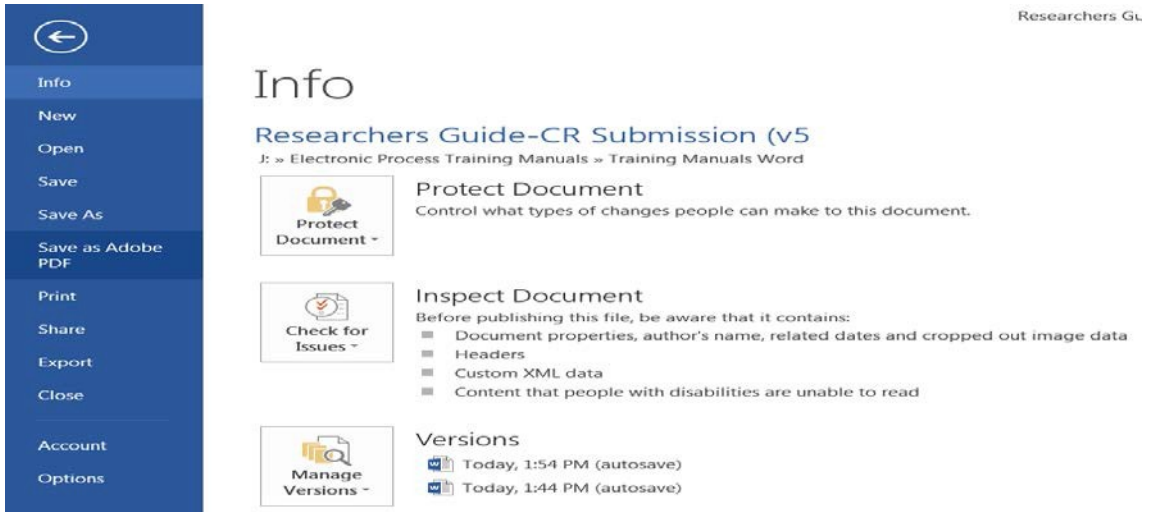 Researchers Gu
Info
New
Open
Save
Save As
Save as Adobe
PDF
Print
Share
Export
Close
Account
Options
Info
Researchers Guide-CR Submission (v5
J: » Electronic Process Training Manuals » Training Manuals Word
Protect
Document
Protect Document
Control what types of changes people can make to this document.
Check for
Issues
Inspect Document
Before publishing this file, be aware that it contains:
Document properties, author's name, related dates and cropped out image data
Headers
Custom XML data
Content that people with disabilities are unable to read
Manage
Versions
Versions
Today, 1:54 PM (autosave)
Today, 1:44 PM (autosave)